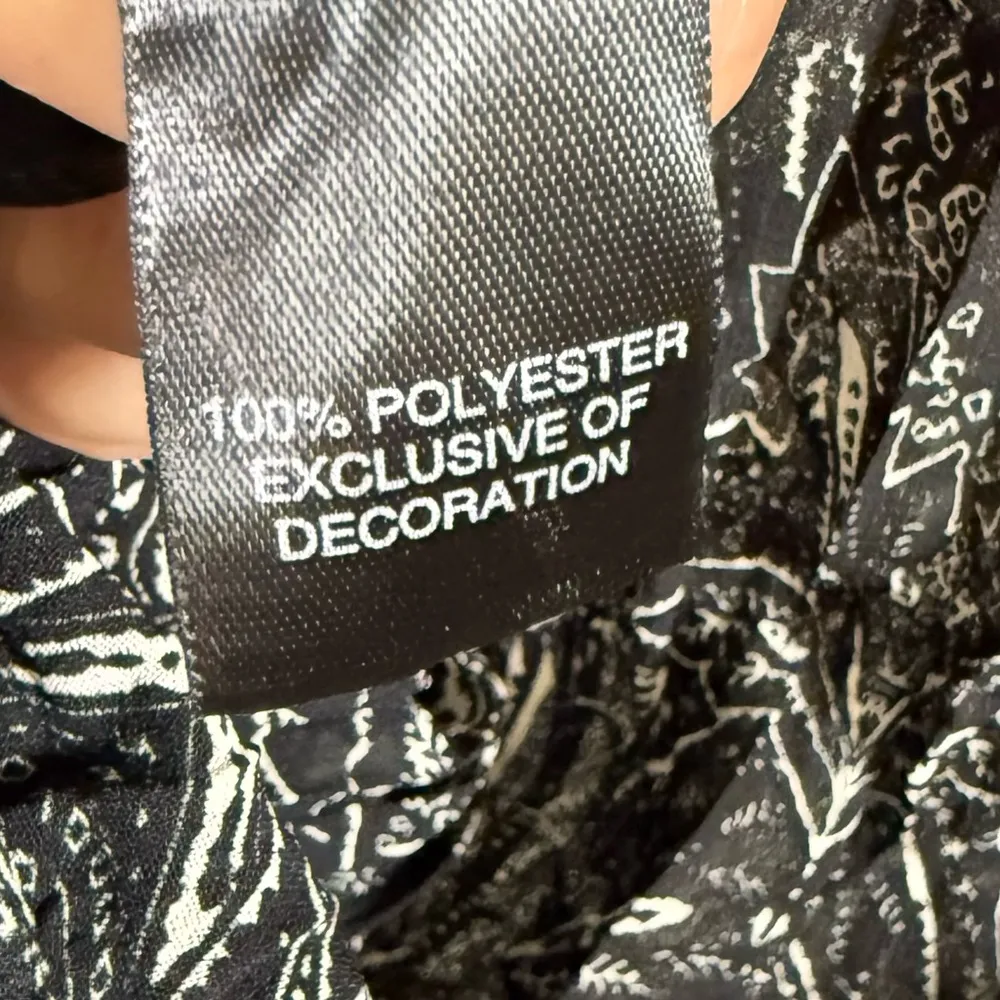 100% POLYESTER
EXCLUSIVE OF
DECORATION